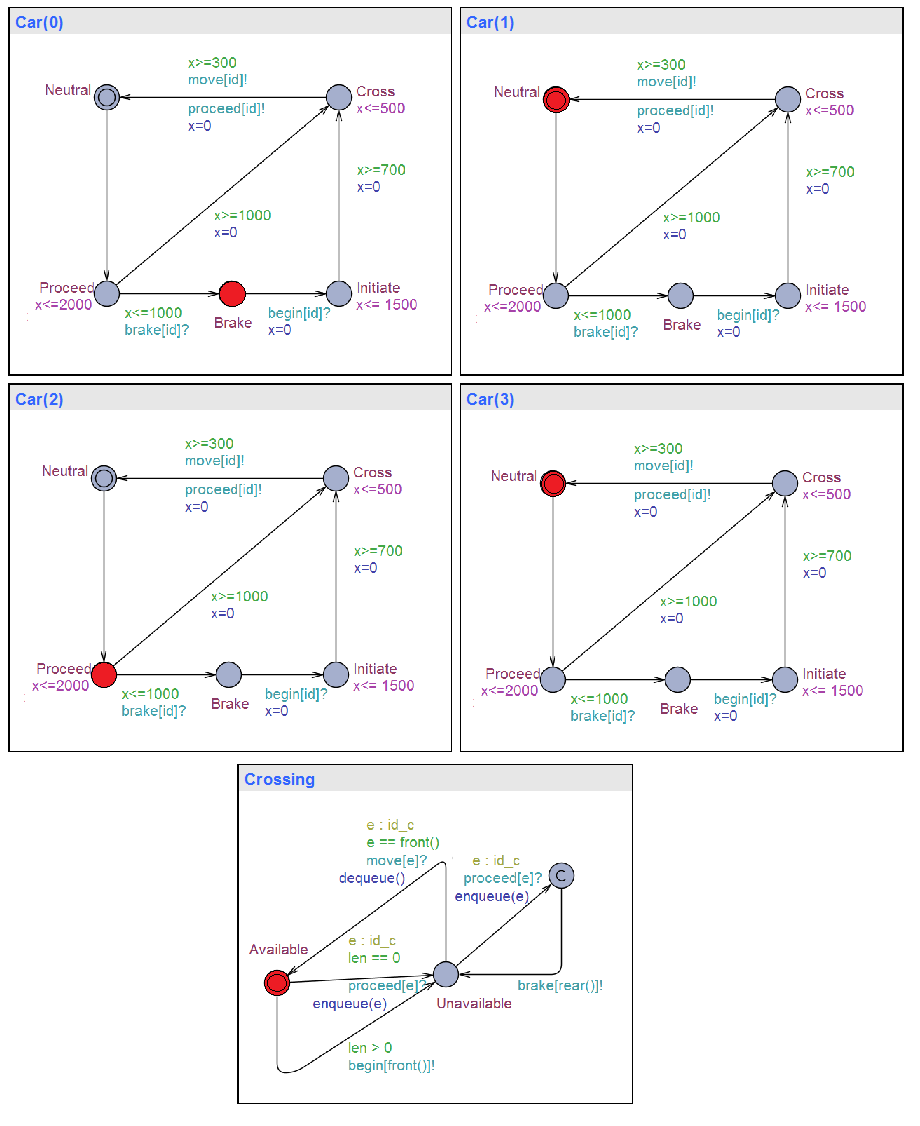 Car(0)
x>=300
move[id]!
Neutral
Cross
x<=500
proceed[id]!
x=0
x>=700
x=0
x>=1000
x=0
Proceed
x<=2000
Initiate
x<= 1500
x<=1000
brake[id]?
Brake
begin[id]?
x=0
Car(1)
x>=300
move[id]!
Neutral
Cross
x<=500
proceed[id]!
x=0
x>=700
x=0
x>=1000
x=0
Proceed
x<=2000
Initiate
x<= 1500
x<=1000
brake[id]?
Brake
begin[id]?
x=0
Car(2)
x>=300
move[id]!
Neutral
Cross
x<=500
proceed[id]!
x=0
x>=700
x=0
x>=1000
x=0
Proceed
x<=2000
Initiate
x<= 1500
x<=1000
brake[id]?
Brake
begin[id]?
x=0
Car(3)
x>=300
move[id]!
Neutral
Cross
x<=500
proceed[id]!
x=0
x>=700
x=0
x>=1000
x=0
Proceed
x<=2000
Initiate
x<= 1500
x<=1000
brake[id]?
Brake
begin[id]?
x=0
Crossing
e : id_c
e == front()
move[e]?
dequeue()
e : id_c
proceed[e]?
enqueue(e)
C
Available
e : id_c
len == 0
proceed[e]?
enqueue(e)
Unavailable
brake[rear()]!
len > 0
begin[front()]!